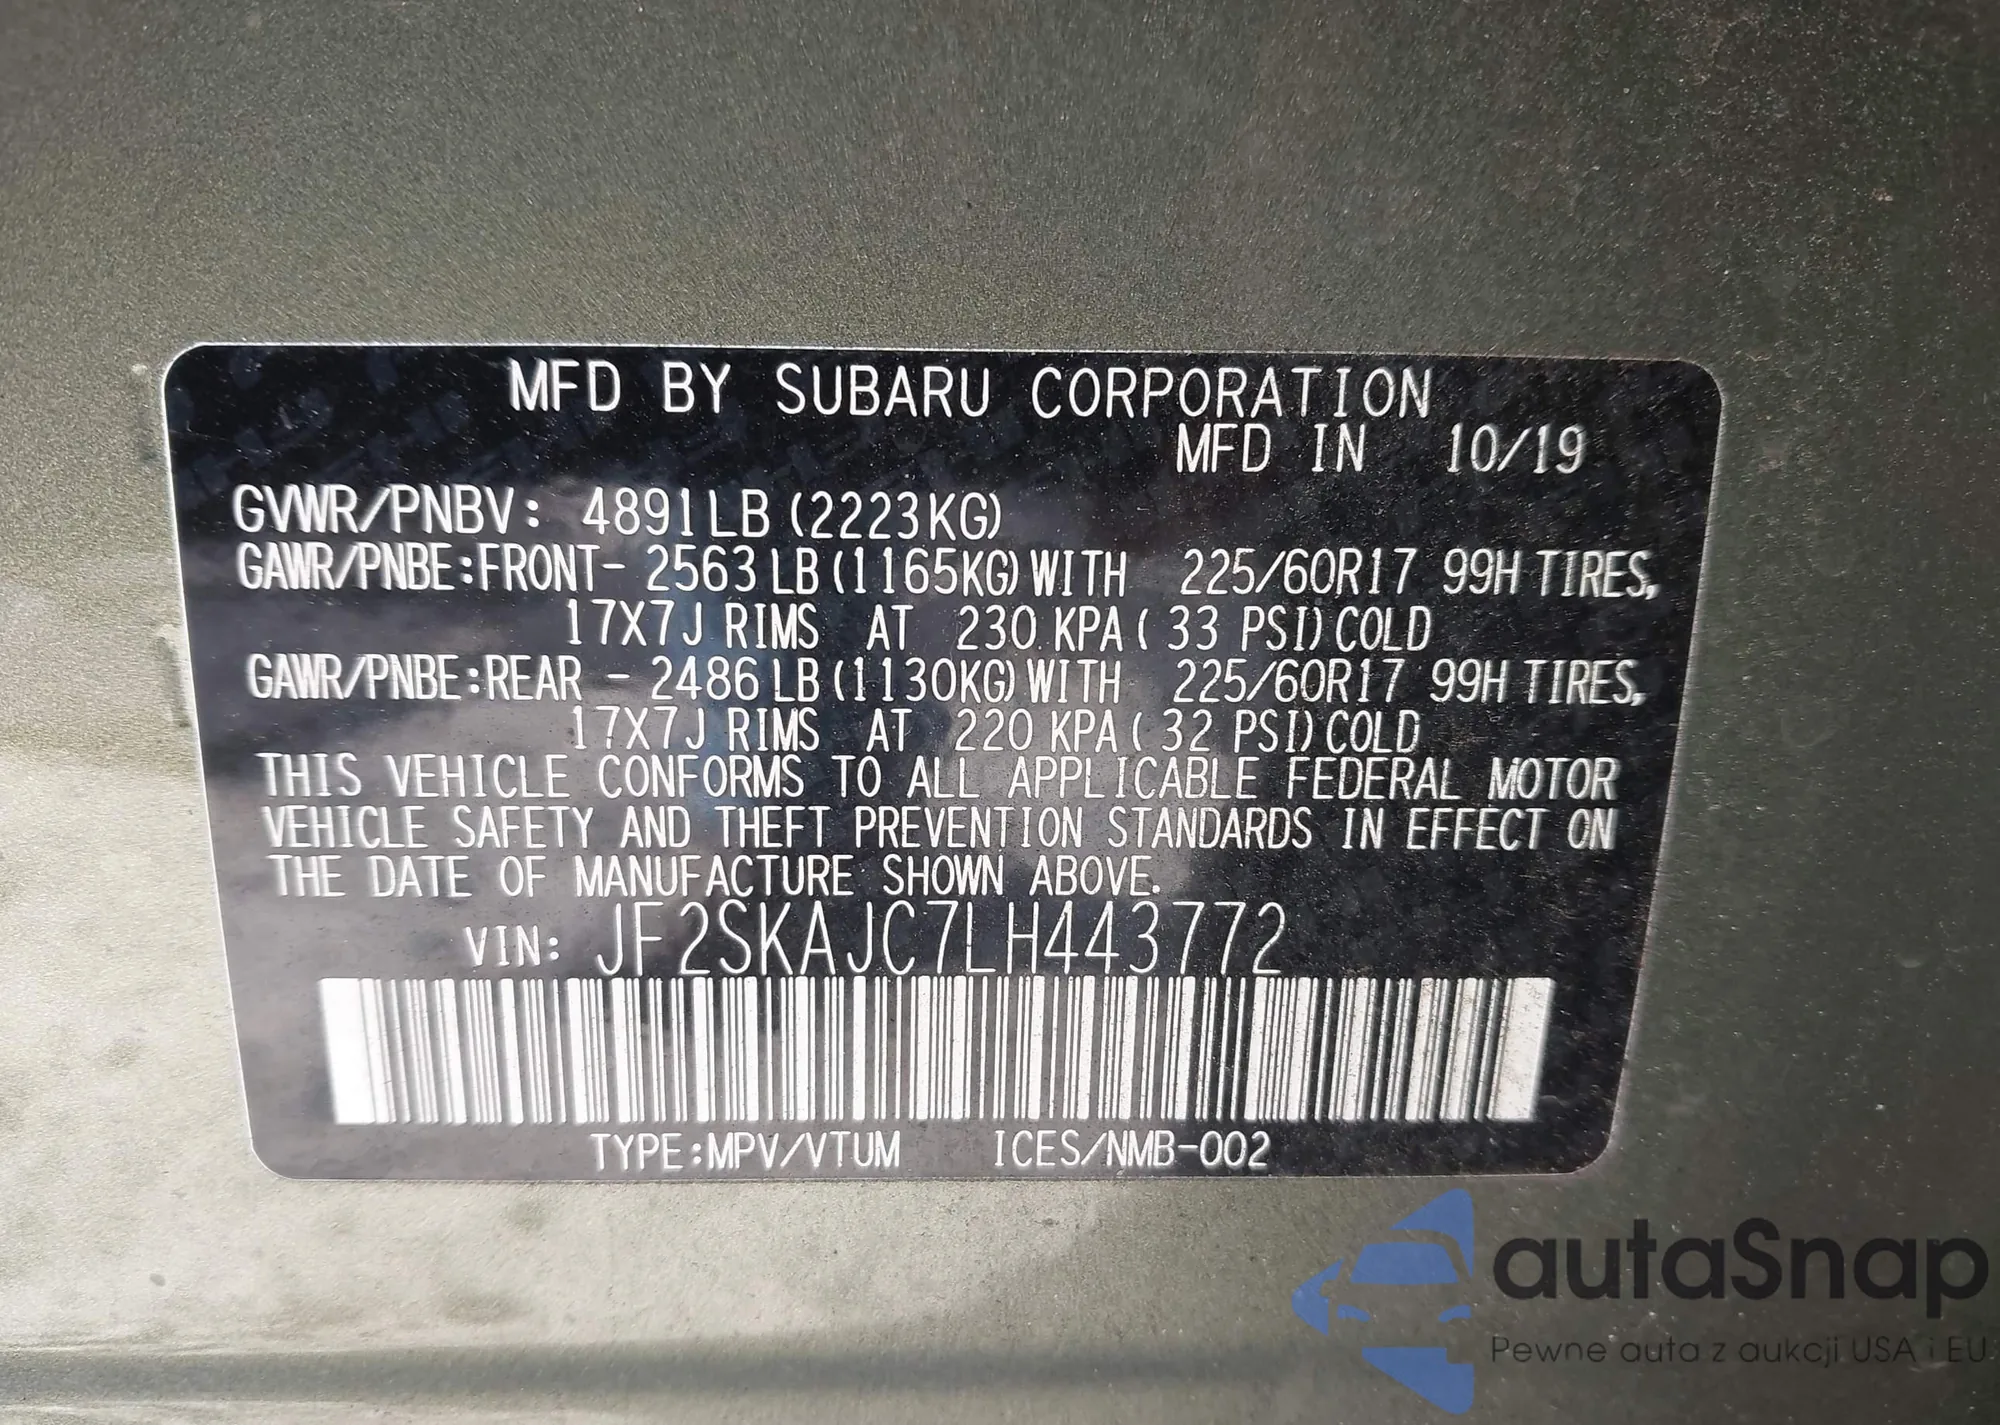 MFD BY SUBARU CORPORATION
MFD IN 10/19
GVWR/PNBV: 4891LB (2223KG)
GAWR/PNBE:FRONT- 2563LB(1165KG)WITH 225/60R17 99H TIRES,
17X7J RIMS AT 230 KPA( 33 PSI)COLD
GAWR/PNBE:REAR - 2486LB(1130KG)WITH 225/60R17 99H TIRES,
17X7J RIMS AT 220 KPA( 32 PSI)COLD
THIS VEHICLE CONFORMS TO ALL APPLICABLE FEDERAL MOTOR
VEHICLE SAFETY AND THEFT PREVENTION STANDARDS IN EFFECT ON
THE DATE OF MANUFACTURE SHOWN ABOVE.
VIN: JF2SKAJC7LH443772
TYPE:MPV/VTUM ICES/NMB-002
autaSnap
Pewne auta z aukcji USA i EU